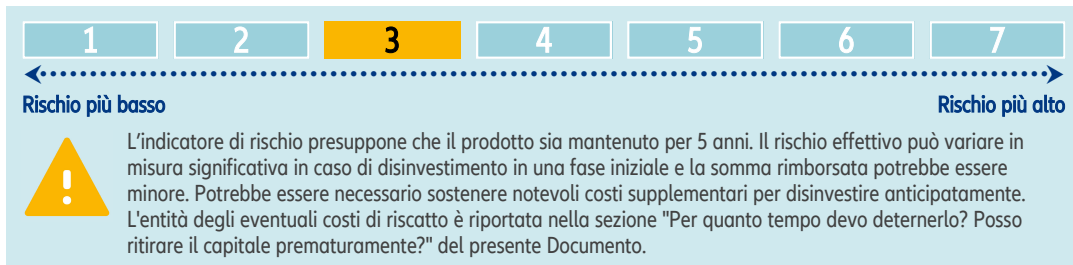 1 2 3 4 5 6 7
Rischio più basso Rischio più alto
L'indicatore di rischio presuppone che il prodotto sia mantenuto per 5 anni. Il rischio effettivo può variare in
misura significativa in caso di disinvestimento in una fase iniziale e la somma rimborsata potrebbe essere
minore. Potrebbe essere necessario sostenere notevoli costi supplementari per disinvestire anticipatamente.
L'entità degli eventuali costi di riscatto è riportata nella sezione "Per quanto tempo devo deternerlo? Posso
ritirare il capitale prematuramente?" del presente Documento.